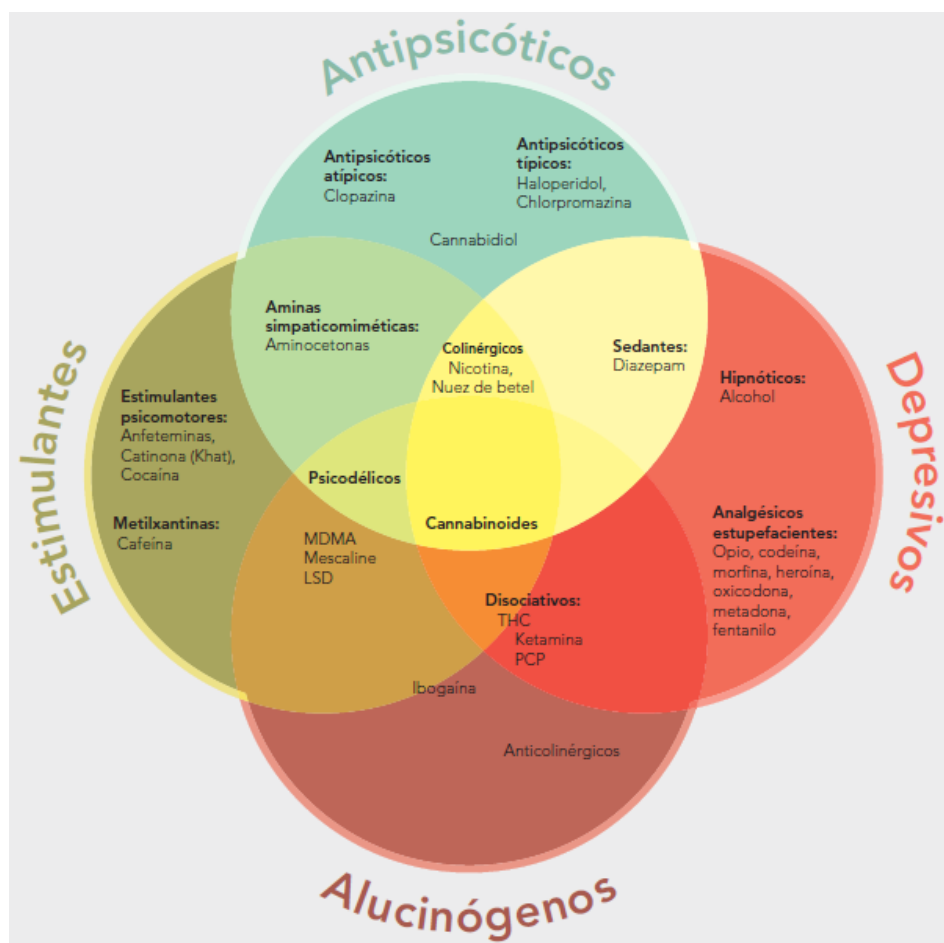 Antipsicóticos
Antipsicóticos
atípicos:
Clopazina
Antipsicóticos
típicos:
Haloperidol,
Chlorpromazina
Cannabidiol
Aminas
simpaticomiméticas:
Aminocetonas
Colinérgicos
Nicotina,
Nuez de betel
Sedantes:
Diazepam
Estimulantes
Estimulantes
psicomotores:
Anfeteminas,
Catinona (Khat),
Cocaína
Metilxantinas:
Cafeína
Depresivos
Hipnóticos:
Alcohol
Analgésicos
estupefacientes:
Opio, codeína,
morfina, heroína,
oxicodona,
metadona,
fentanilo
Psicodélicos
MDMA
Mescaline
LSD
Cannabinoides
Disociativos:
THC
Ketamina
PCP
Ibogaína
Anticolinérgicos
Alucinógenos